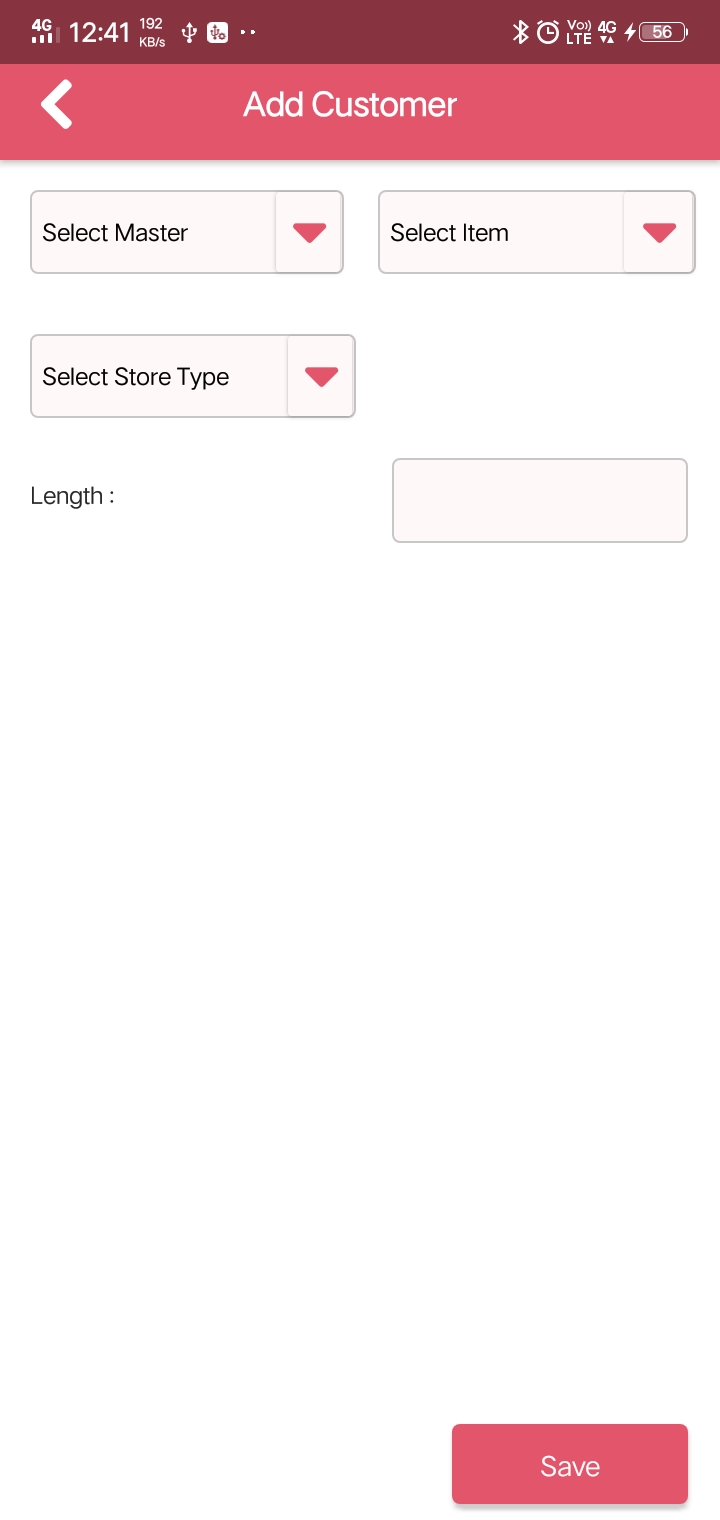 4G 12:41 192 KB/s Vo)) LTE 4G 56
Add Customer
Select Master Select Item
Select Store Type
Length :
Save